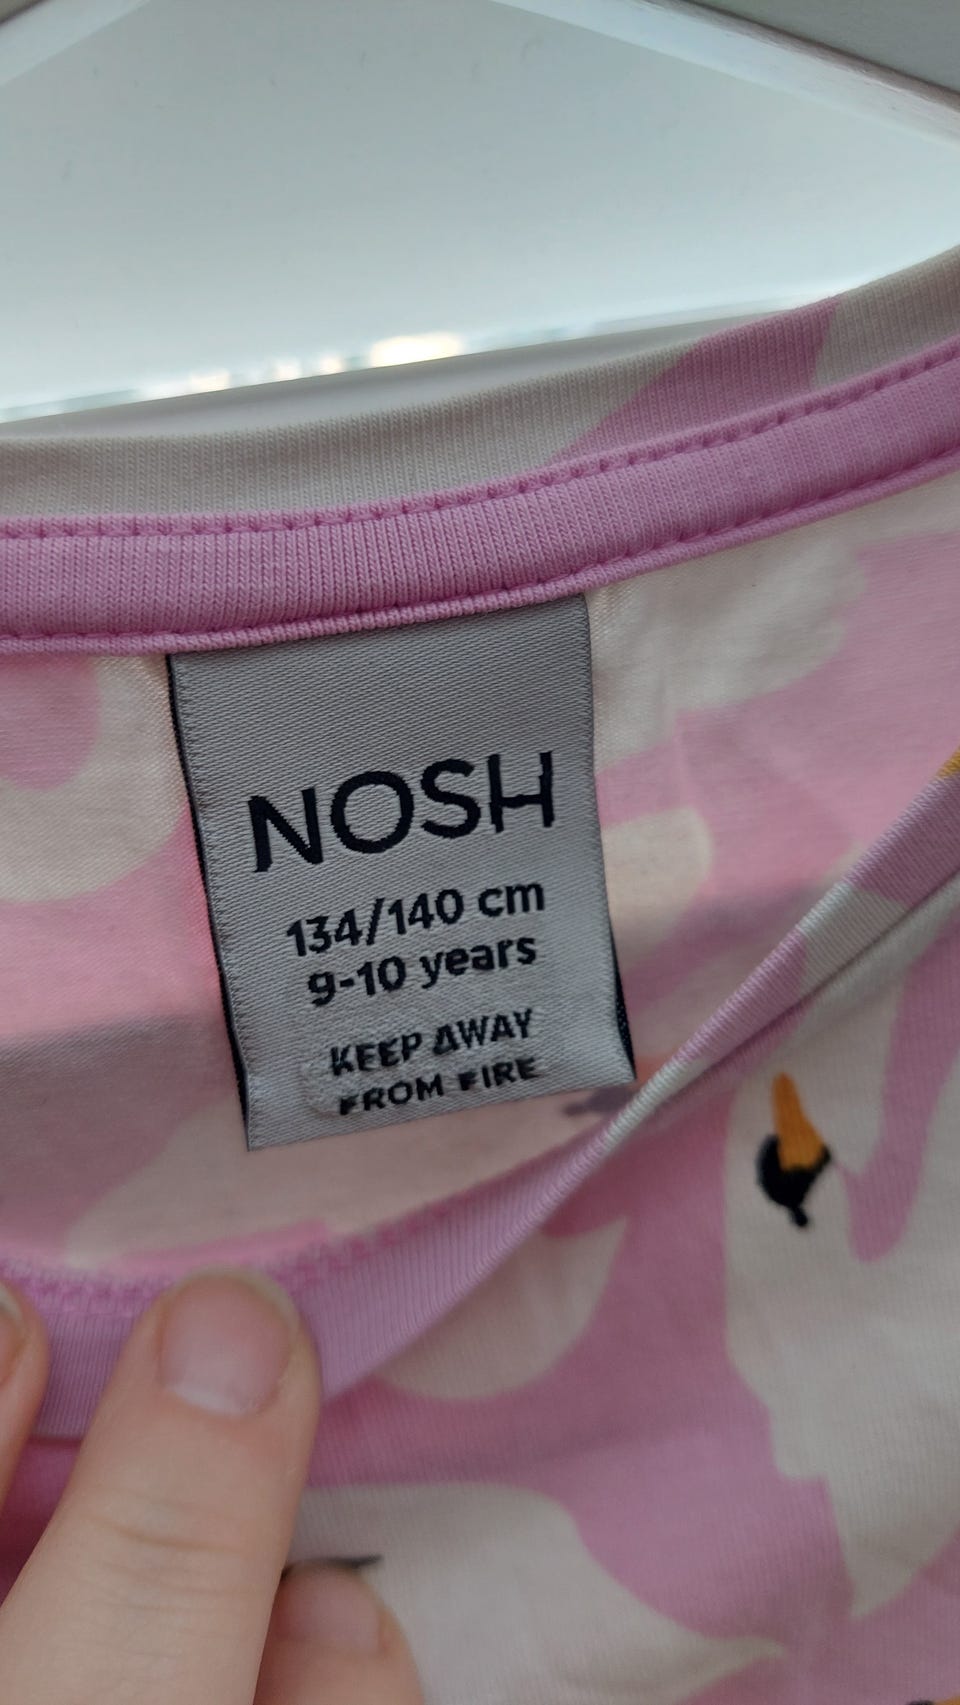 NOSH
134/140 cm
9-10 years
KEEP AWAY
FROM FIRE